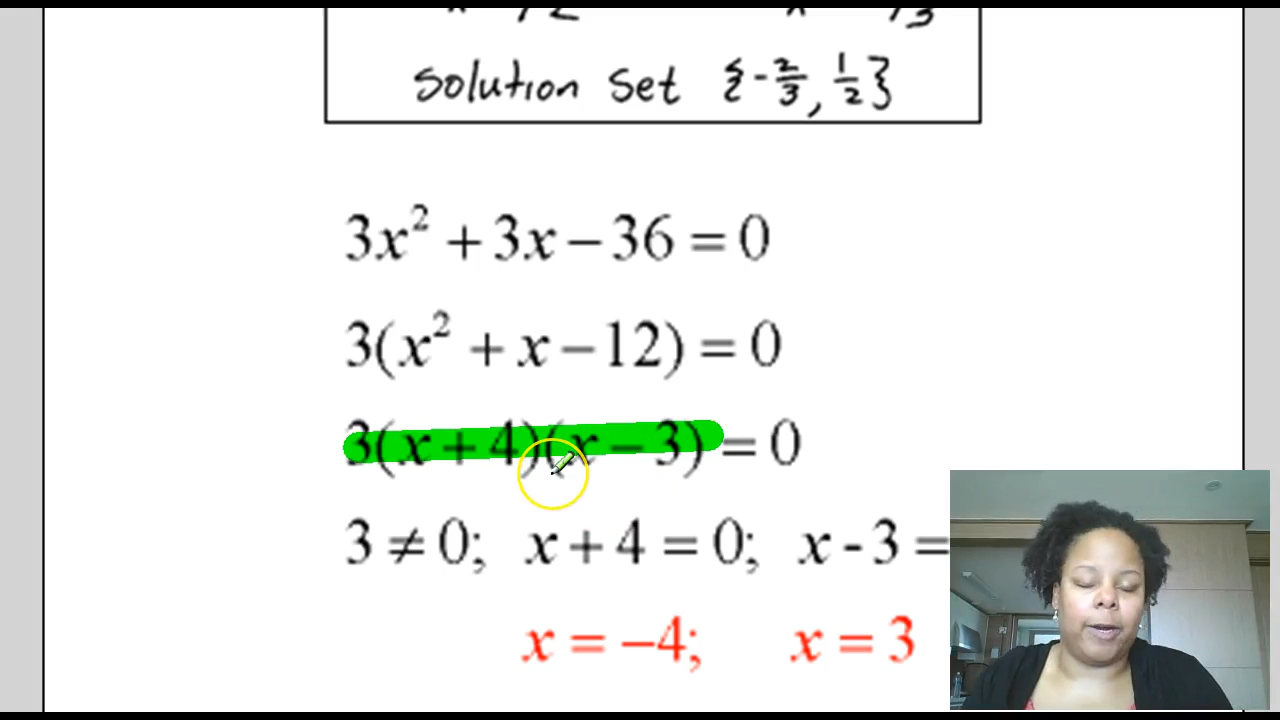 Solution Set {-2/3, 1/2}
3x² + 3x − 36 = 0
3(x² + x − 12) = 0
3(x + 4)(x − 3) = 0
3 ≠ 0; x + 4 = 0; x - 3 =
x = −4; x = 3